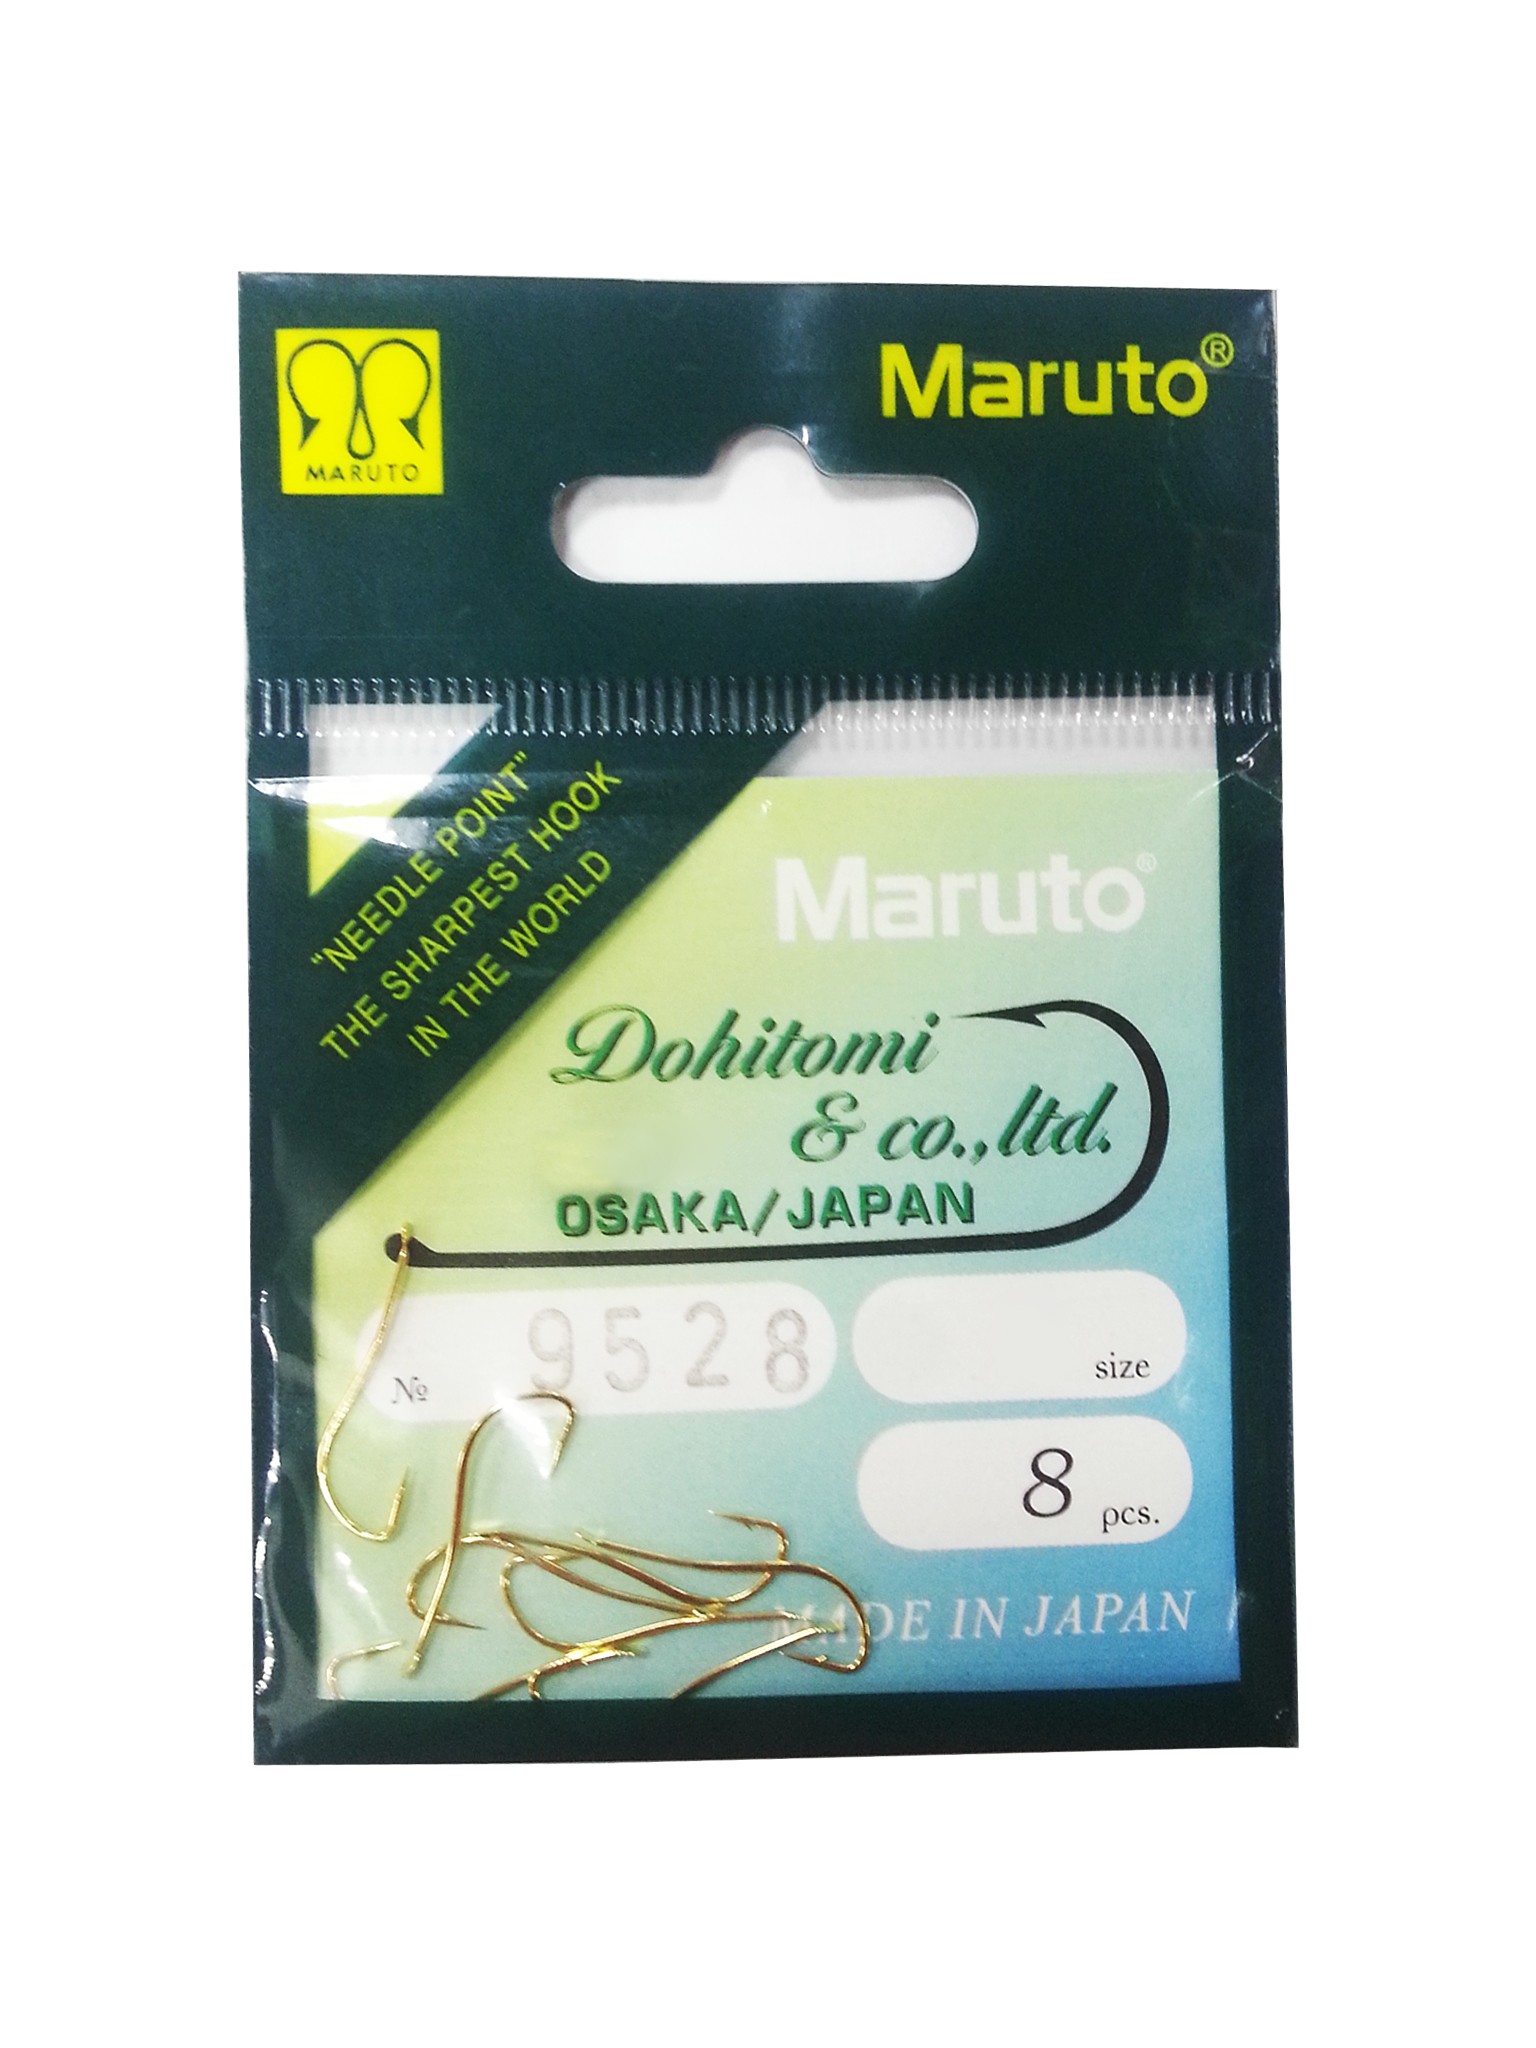 MARUTO
Maruto®
"NEEDLE POINT"
THE SHARPEST HOOK
IN THE WORLD
Maruto®
Dohitomi
& co., ltd.
OSAKA/JAPAN
№ 9528
size
8 pcs.
MADE IN JAPAN